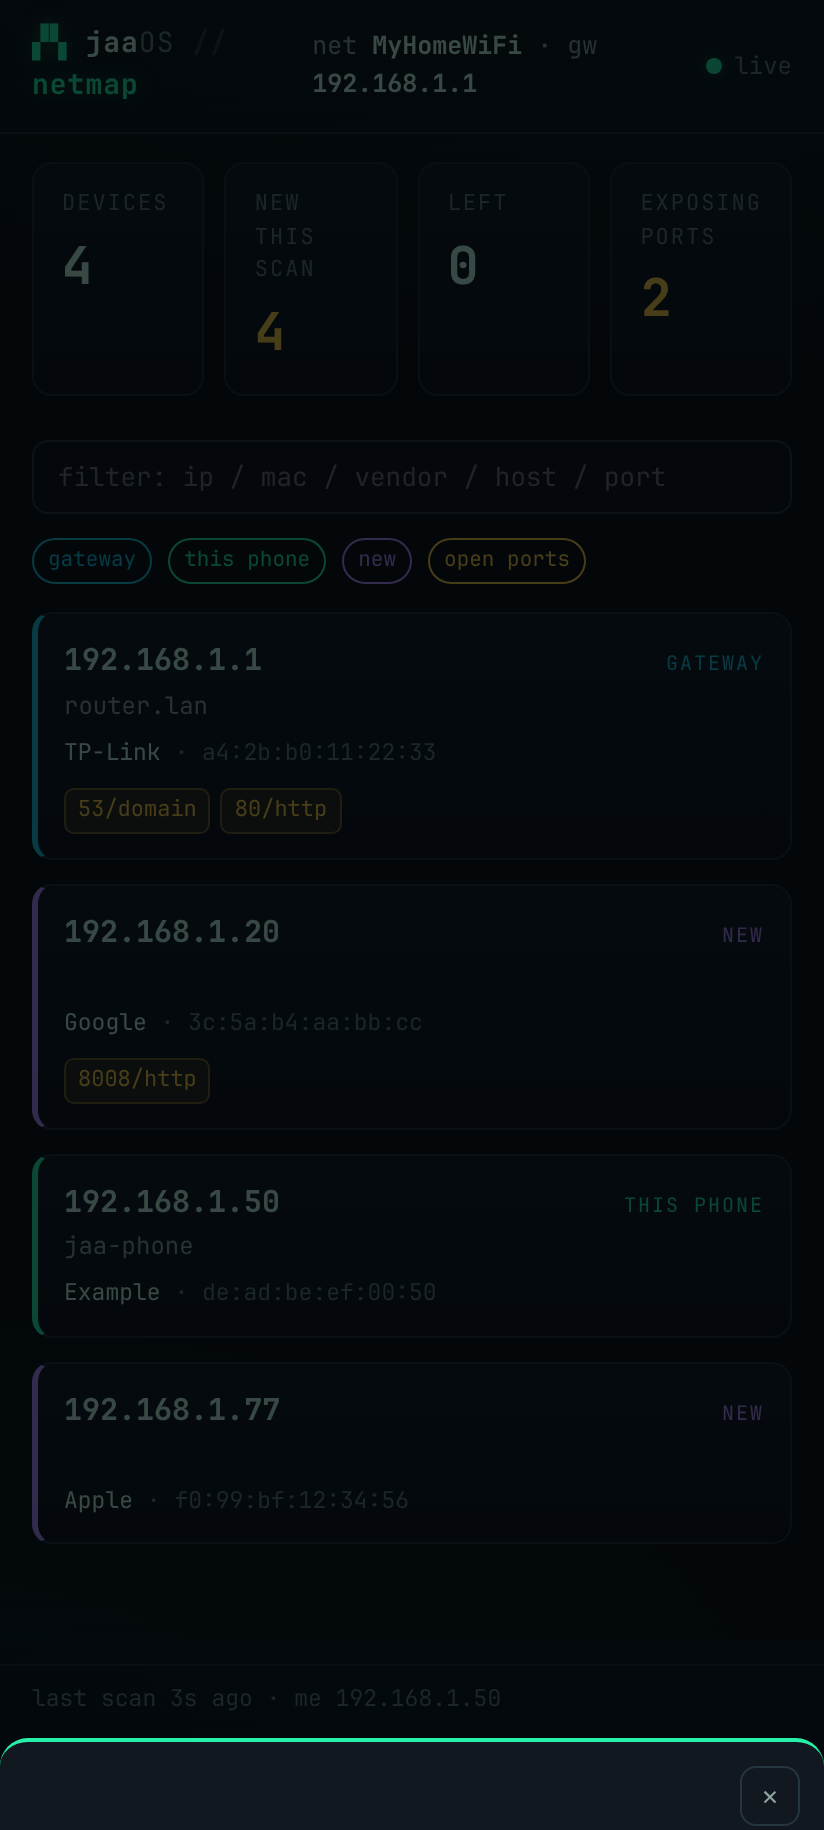 jaaOS //
netmap
net MyHomeWiFi · gw
192.168.1.1
live
DEVICES
4
NEW
THIS
SCAN
4
LEFT
0
EXPOSING
PORTS
2
filter: ip / mac / vendor / host / port
gateway
this phone
new
open ports
192.168.1.1
GATEWAY
router.lan
TP-Link · a4:2b:b0:11:22:33
53/domain
80/http
192.168.1.20
NEW
Google · 3c:5a:b4:aa:bb:cc
8008/http
192.168.1.50
THIS PHONE
jaa-phone
Example · de:ad:be:ef:00:50
192.168.1.77
NEW
Apple · f0:99:bf:12:34:56
last scan 3s ago · me 192.168.1.50
×